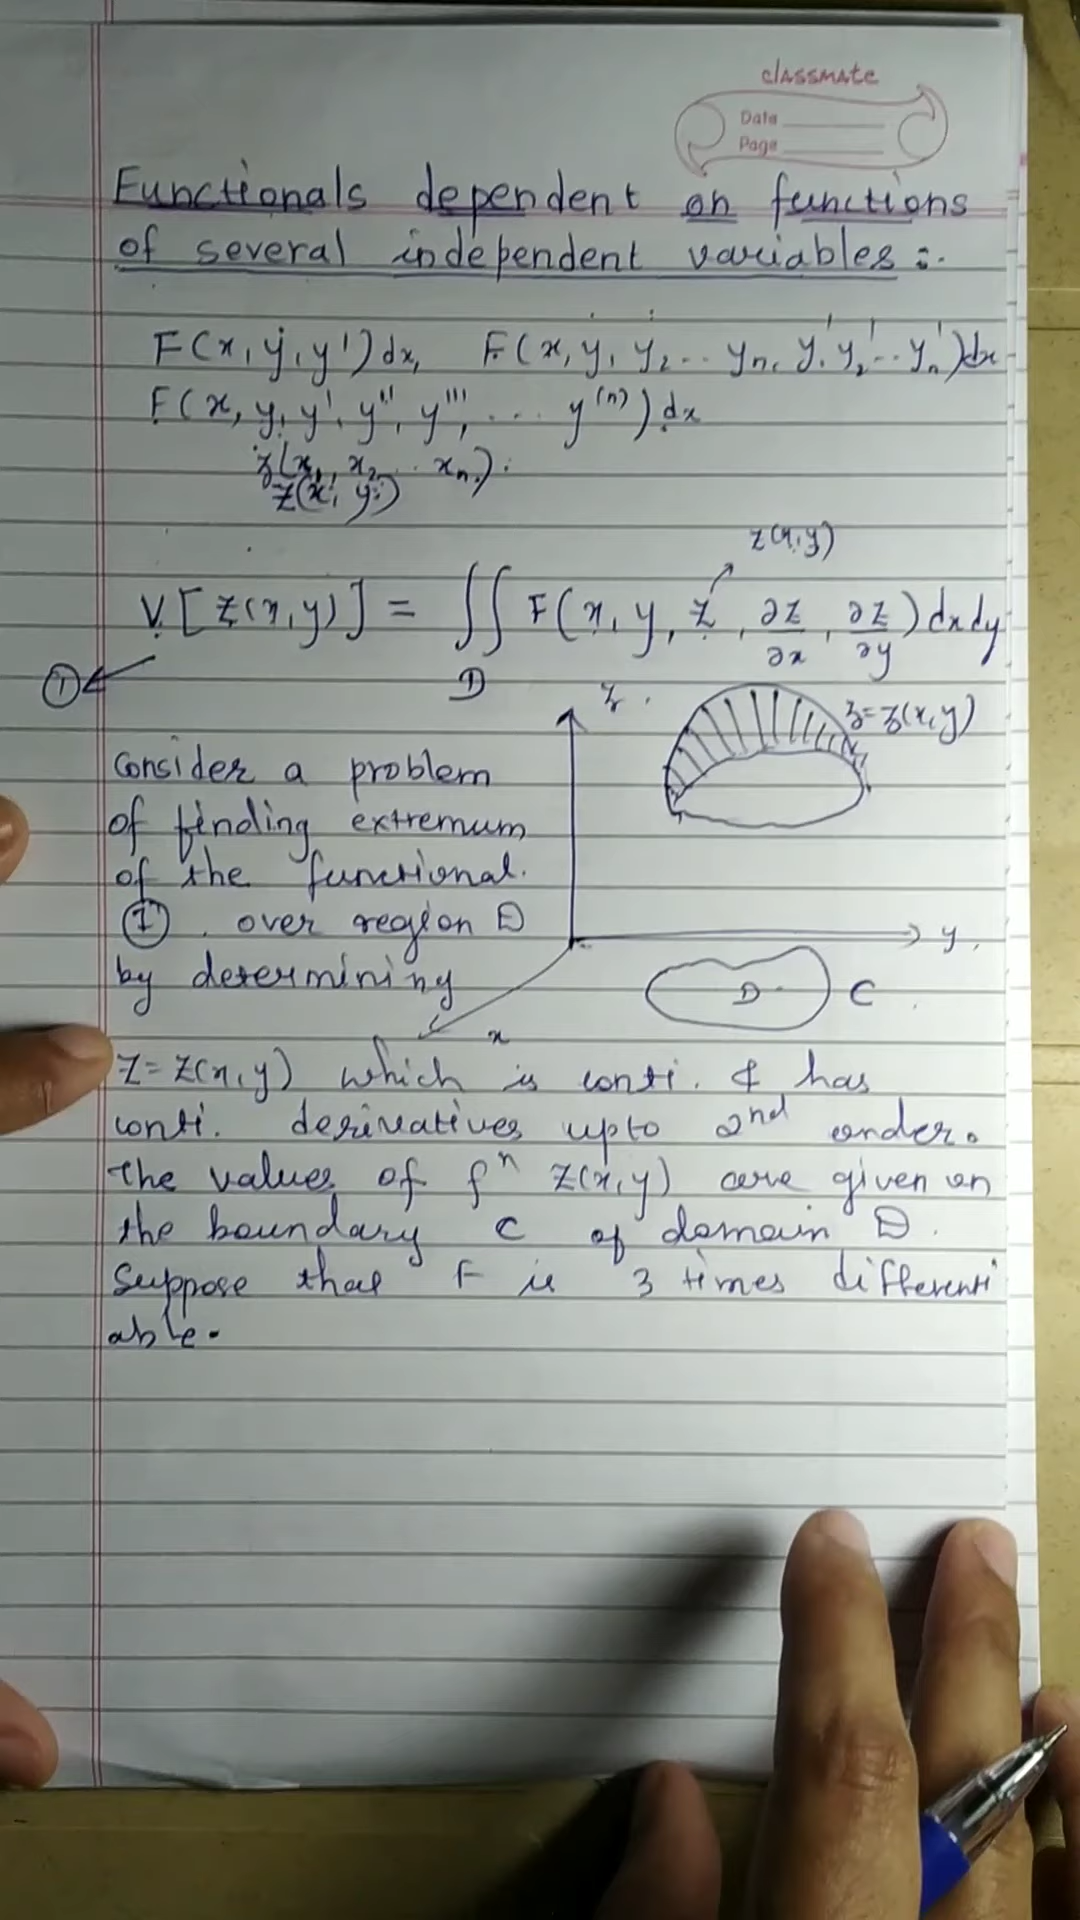 classmate
Date
Page
Functionals dependent on functions
of several independent variables :-
F(x, y, y') dx, F(x, y, y₂ ... yₙ, y', y₂' ... yₙ') dx
F(x, y, y', y'', y''', ... y⁽ⁿ⁾) dx
z(x₁, x₂ ... xₙ).
z(x, y)
z(x, y)
V[z(x, y)] = ∬ F(x, y, z, ∂z/∂x, ∂z/∂y) dx dy
D
①
z
z = z(x, y)
Consider a problem
of finding extremum
of the functional.
① over region D
by determining
y
D
C
x
z = z(x, y) which is conti. & has
conti. derivatives upto 2nd order.
The values of fⁿ z(x, y) are given on
the boundary C of domain D.
Suppose that F is 3 times differenti
able.